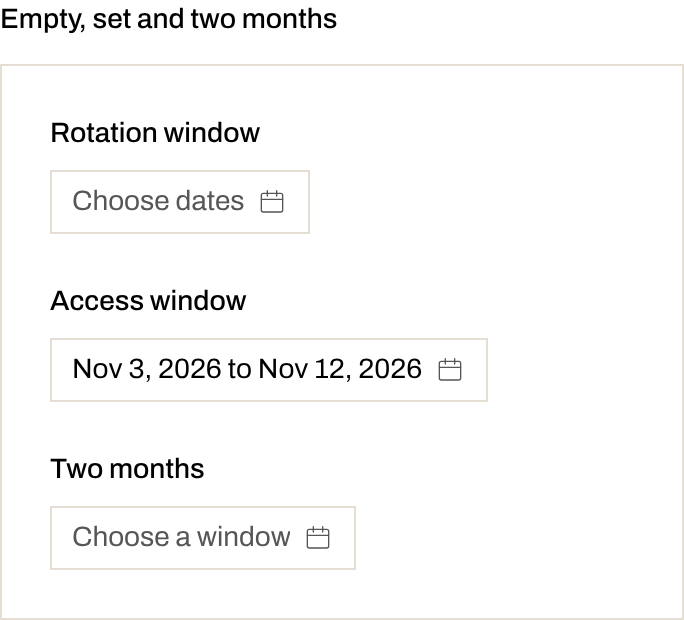 Empty, set and two months
Rotation window
Choose dates
Access window
Nov 3, 2026 to Nov 12, 2026
Two months
Choose a window